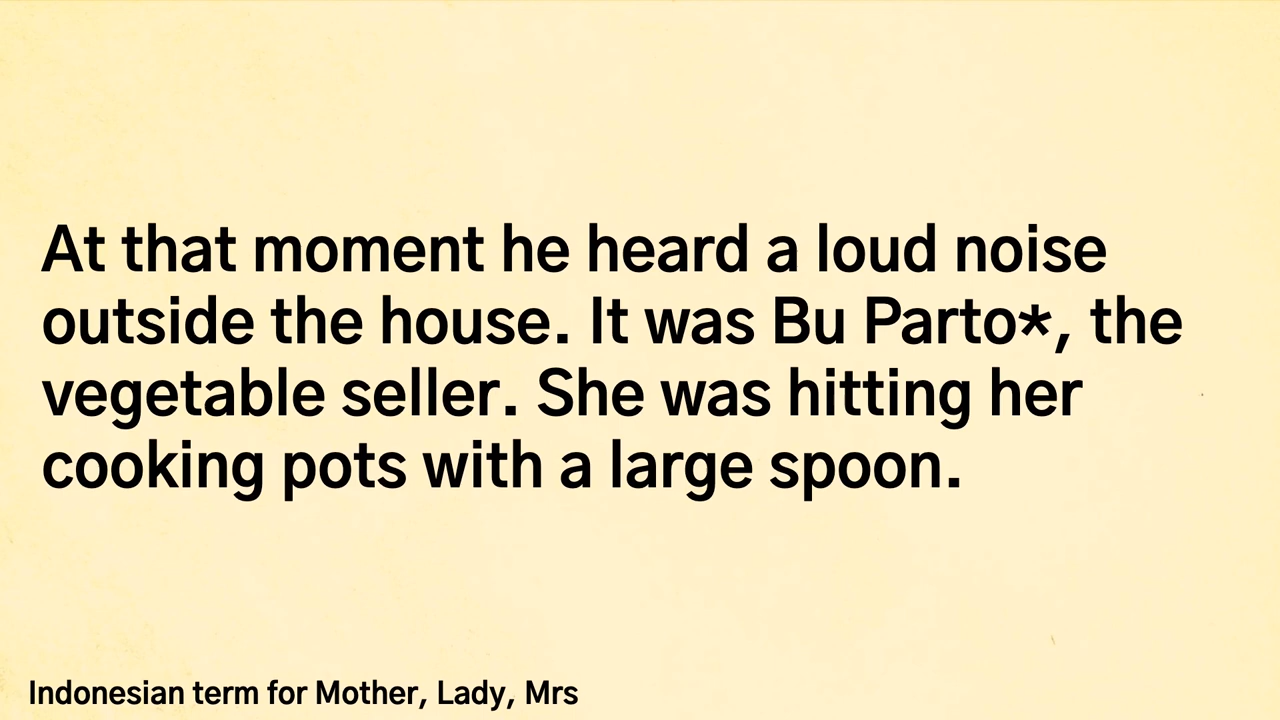 At that moment he heard a loud noise
outside the house. It was Bu Parto*, the
vegetable seller. She was hitting her
cooking pots with a large spoon.
Indonesian term for Mother, Lady, Mrs